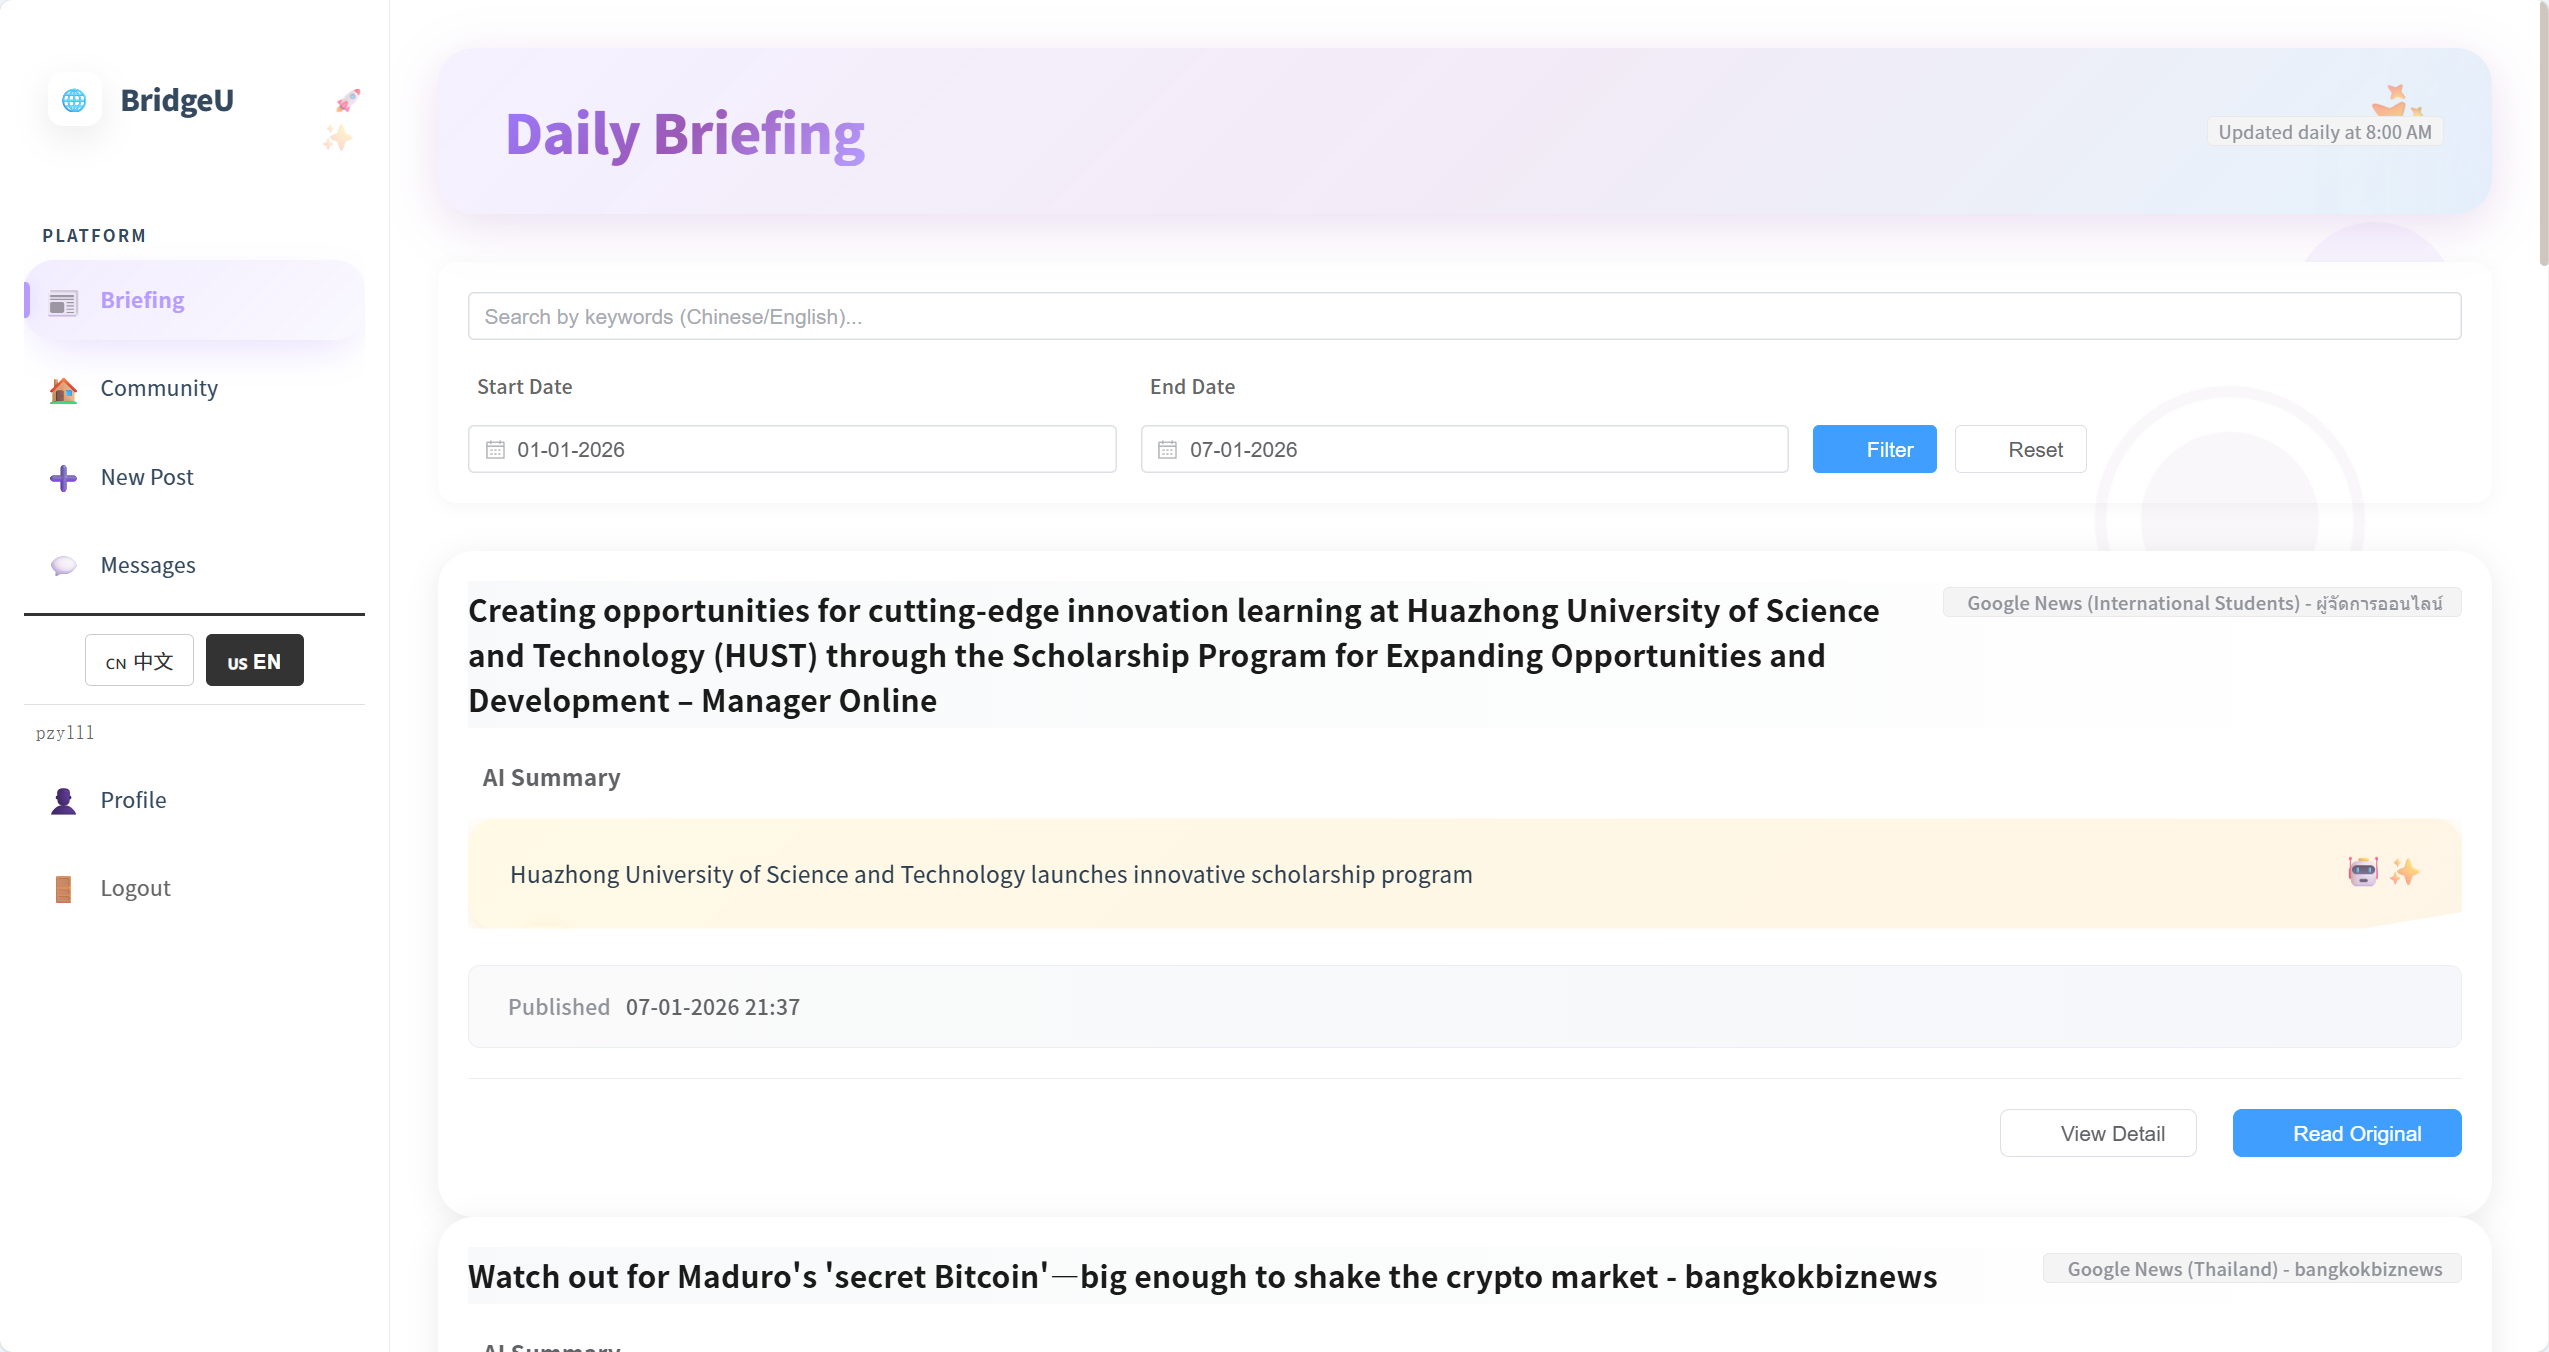 BridgeU
PLATFORM
Briefing
Community
New Post
Messages
CN 中文
US EN
pzylll
Profile
Logout
Daily Briefing
Updated daily at 8:00 AM
Search by keywords (Chinese/English)...
Start Date
End Date
01-01-2026
07-01-2026
Filter
Reset
Creating opportunities for cutting-edge innovation learning at Huazhong University of Science
and Technology (HUST) through the Scholarship Program for Expanding Opportunities and
Development – Manager Online
Google News (International Students) - ผู้จัดการออนไลน์
AI Summary
Huazhong University of Science and Technology launches innovative scholarship program
Published 07-01-2026 21:37
View Detail
Read Original
Watch out for Maduro's 'secret Bitcoin'—big enough to shake the crypto market - bangkokbiznews
Google News (Thailand) - bangkokbiznews
AI Summary